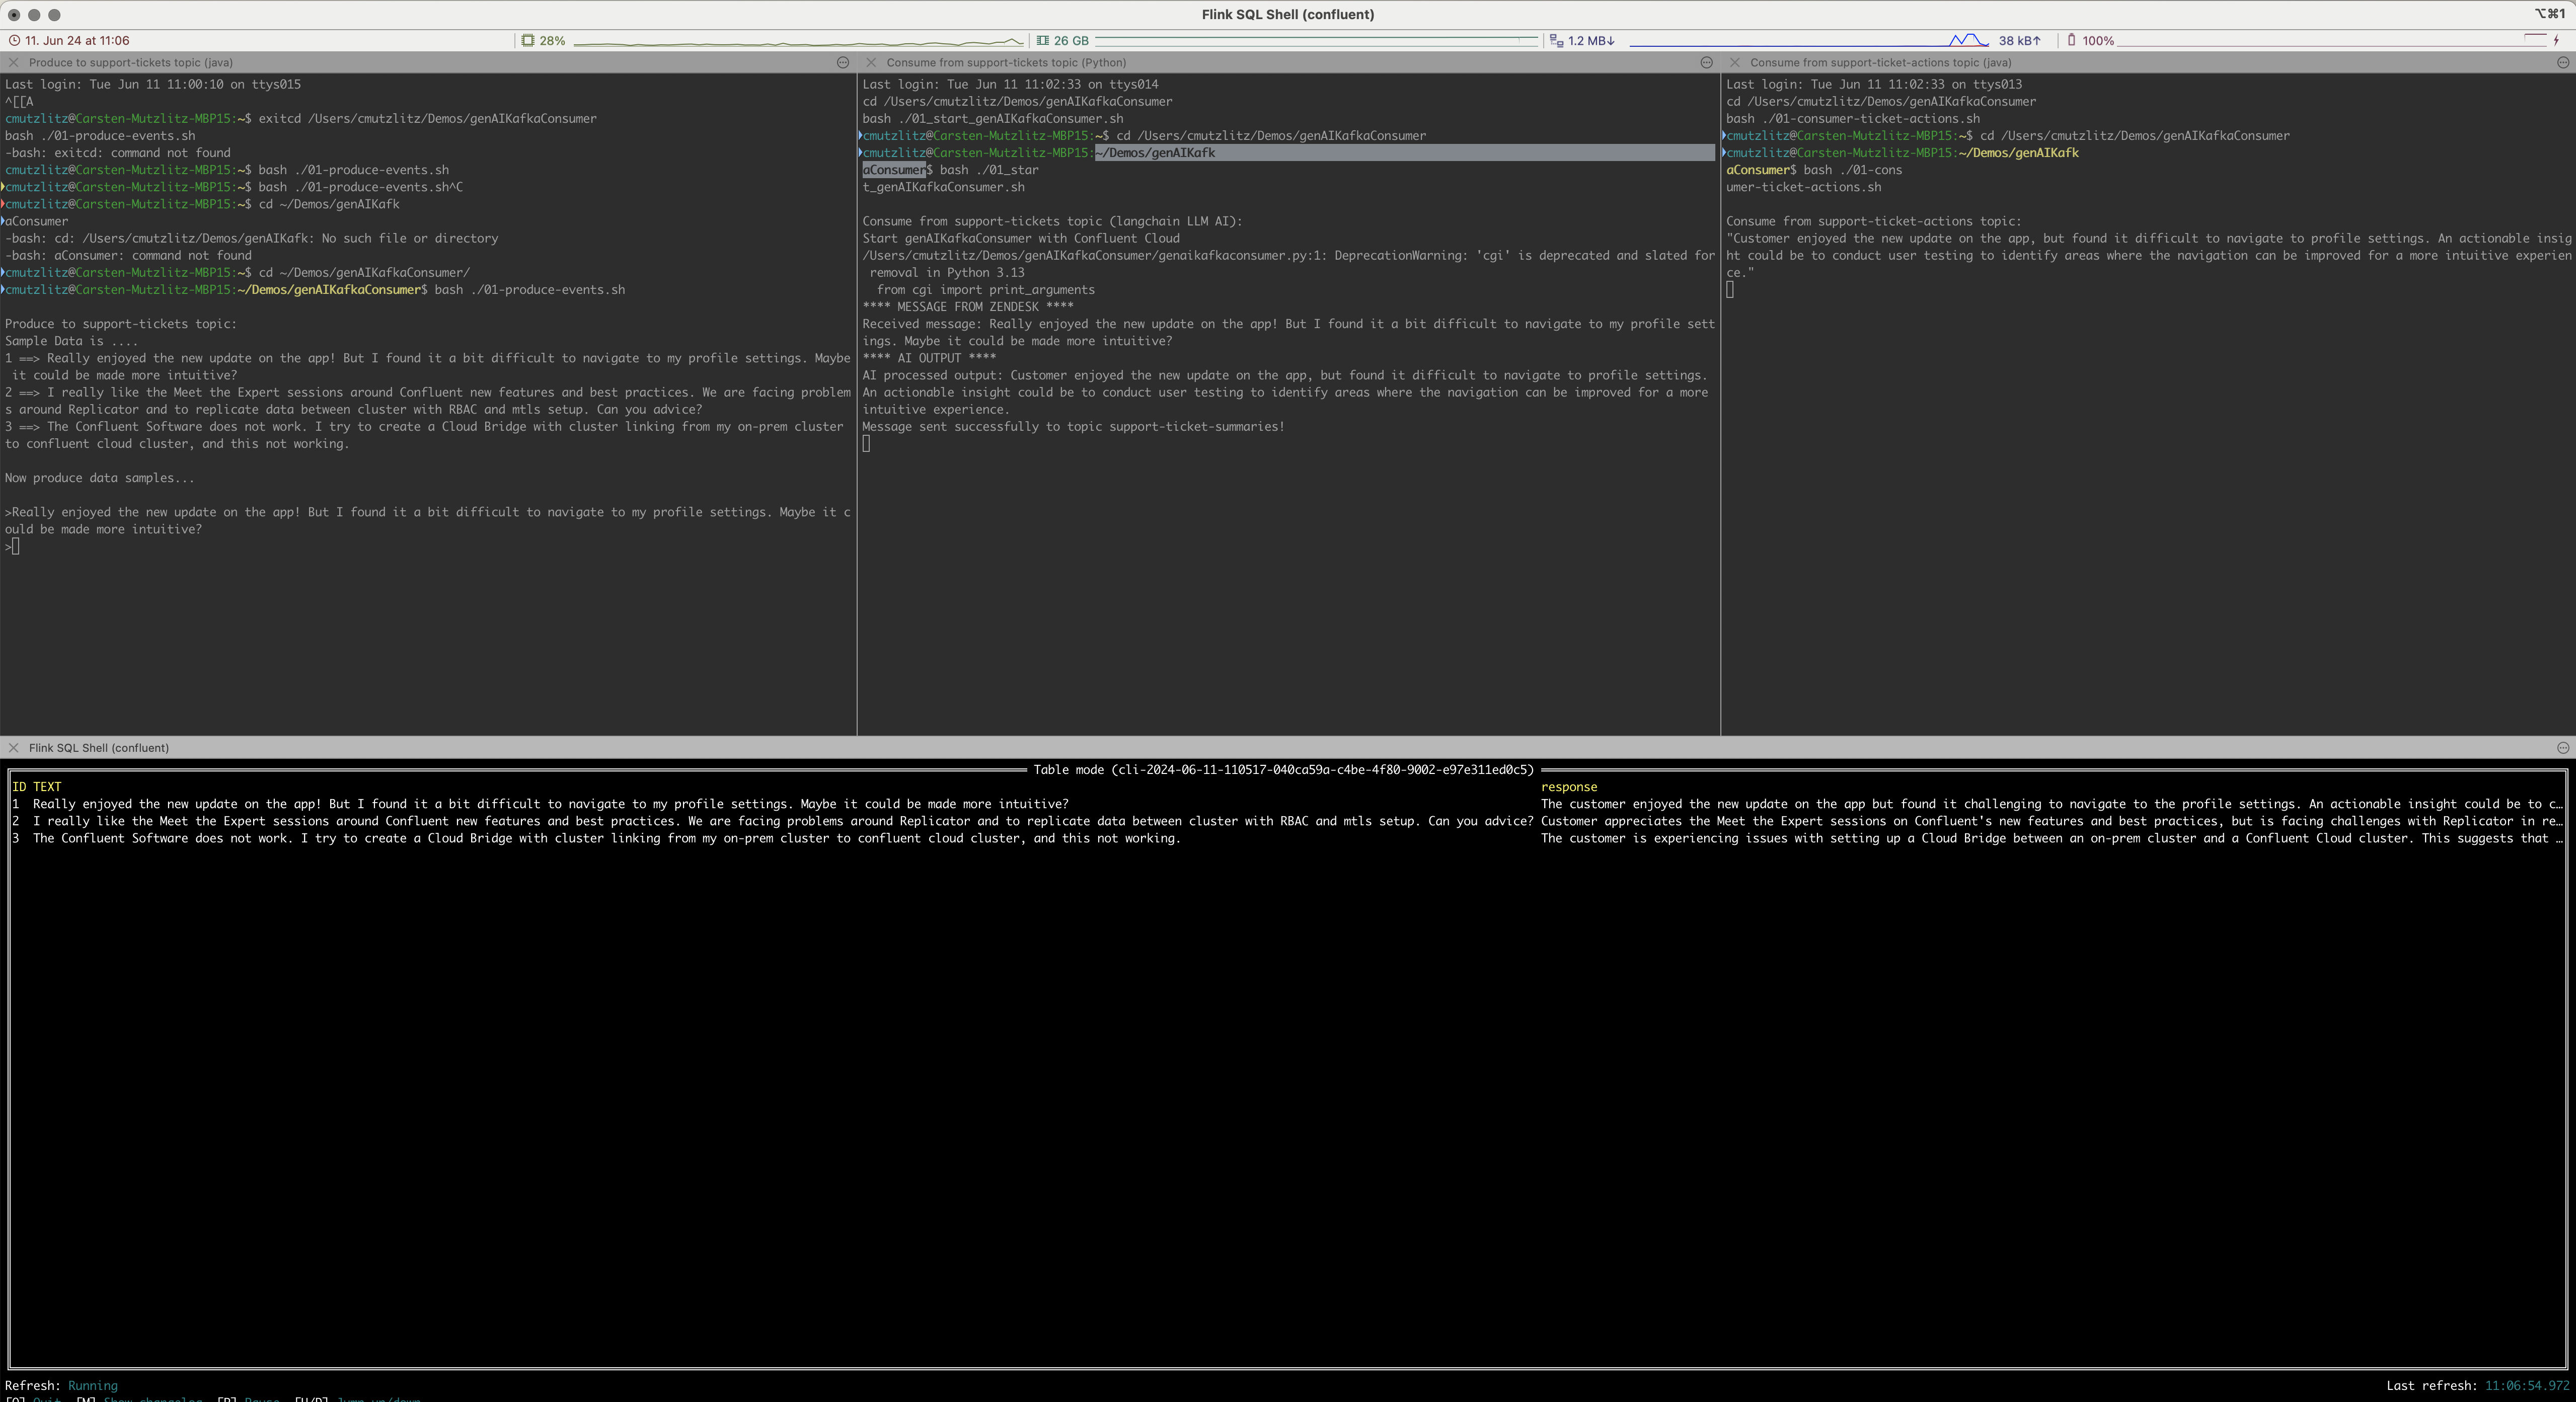 Flink SQL Shell (confluent)
⌥⌘1
11. Jun 24 at 11:06
28%
26 GB
1.2 MB↓
38 kB↑
100%
Produce to support-tickets topic (java)
Last login: Tue Jun 11 11:00:10 on ttys015
^[[A
cmutzlitz@Carsten-Mutzlitz-MBP15:~$ exitcd /Users/cmutzlitz/Demos/genAIKafkaConsumer
bash ./01-produce-events.sh
-bash: exitcd: command not found
cmutzlitz@Carsten-Mutzlitz-MBP15:~$ bash ./01-produce-events.sh
cmutzlitz@Carsten-Mutzlitz-MBP15:~$ bash ./01-produce-events.sh^C
cmutzlitz@Carsten-Mutzlitz-MBP15:~$ cd ~/Demos/genAIKafk
aConsumer
-bash: cd: /Users/cmutzlitz/Demos/genAIKafk: No such file or directory
-bash: aConsumer: command not found
cmutzlitz@Carsten-Mutzlitz-MBP15:~$ cd ~/Demos/genAIKafkaConsumer/
cmutzlitz@Carsten-Mutzlitz-MBP15:~/Demos/genAIKafkaConsumer$ bash ./01-produce-events.sh
Produce to support-tickets topic:
Sample Data is ....
1 ==> Really enjoyed the new update on the app! But I found it a bit difficult to navigate to my profile settings. Maybe
it could be made more intuitive?
2 ==> I really like the Meet the Expert sessions around Confluent new features and best practices. We are facing problem
s around Replicator and to replicate data between cluster with RBAC and mtls setup. Can you advice?
3 ==> The Confluent Software does not work. I try to create a Cloud Bridge with cluster linking from my on-prem cluster
to confluent cloud cluster, and this not working.
Now produce data samples...
>Really enjoyed the new update on the app! But I found it a bit difficult to navigate to my profile settings. Maybe it c
ould be made more intuitive?
>
Consume from support-tickets topic (Python)
Last login: Tue Jun 11 11:02:33 on ttys014
cd /Users/cmutzlitz/Demos/genAIKafkaConsumer
bash ./01_start_genAIKafkaConsumer.sh
cmutzlitz@Carsten-Mutzlitz-MBP15:~$ cd /Users/cmutzlitz/Demos/genAIKafkaConsumer
cmutzlitz@Carsten-Mutzlitz-MBP15:~/Demos/genAIKafk
aConsumer$ bash ./01_star
t_genAIKafkaConsumer.sh
Consume from support-tickets topic (langchain LLM AI):
Start genAIKafkaConsumer with Confluent Cloud
/Users/cmutzlitz/Demos/genAIKafkaConsumer/genaikafkaconsumer.py:1: DeprecationWarning: 'cgi' is deprecated and slated for
removal in Python 3.13
from cgi import print_arguments
**** MESSAGE FROM ZENDESK ****
Received message: Really enjoyed the new update on the app! But I found it a bit difficult to navigate to my profile sett
ings. Maybe it could be made more intuitive?
**** AI OUTPUT ****
AI processed output: Customer enjoyed the new update on the app, but found it difficult to navigate to profile settings.
An actionable insight could be to conduct user testing to identify areas where the navigation can be improved for a more
intuitive experience.
Message sent successfully to topic support-ticket-summaries!
Consume from support-ticket-actions topic (java)
Last login: Tue Jun 11 11:02:33 on ttys013
cd /Users/cmutzlitz/Demos/genAIKafkaConsumer
bash ./01-consumer-ticket-actions.sh
cmutzlitz@Carsten-Mutzlitz-MBP15:~$ cd /Users/cmutzlitz/Demos/genAIKafkaConsumer
cmutzlitz@Carsten-Mutzlitz-MBP15:~/Demos/genAIKafk
aConsumer$ bash ./01-cons
umer-ticket-actions.sh
Consume from support-ticket-actions topic:
"Customer enjoyed the new update on the app, but found it difficult to navigate to profile settings. An actionable insig
ht could be to conduct user testing to identify areas where the navigation can be improved for a more intuitive experien
ce."
Flink SQL Shell (confluent)
Table mode (cli-2024-06-11-110517-040ca59a-c4be-4f80-9002-e97e311ed0c5)
ID TEXT response
1 Really enjoyed the new update on the app! But I found it a bit difficult to navigate to my profile settings. Maybe it could be made more intuitive? The customer enjoyed the new update on the app but found it challenging to navigate to the profile settings. An actionable insight could be to c…
2 I really like the Meet the Expert sessions around Confluent new features and best practices. We are facing problems around Replicator and to replicate data between cluster with RBAC and mtls setup. Can you advice? Customer appreciates the Meet the Expert sessions on Confluent's new features and best practices, but is facing challenges with Replicator in re…
3 The Confluent Software does not work. I try to create a Cloud Bridge with cluster linking from my on-prem cluster to confluent cloud cluster, and this not working. The customer is experiencing issues with setting up a Cloud Bridge between an on-prem cluster and a Confluent Cloud cluster. This suggests that …
Refresh: Running
Last refresh: 11:06:54.972
[Q] Quit [M] Show changelog [P] Pause [U/D] Jump up/down